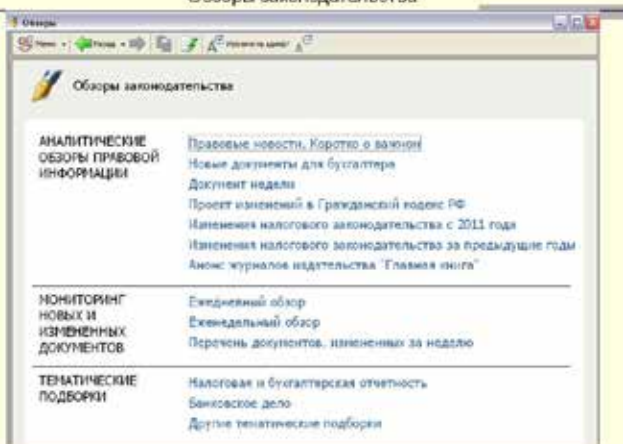 Обзоры законодательства
Обзоры
Меню
Назад
Обзоры законодательства
АНАЛИТИЧЕСКИЕ
ОБЗОРЫ ПРАВОВОЙ
ИНФОРМАЦИИ
Правовые новости. Коротко о важном
Новые документы для бухгалтера
Документ недели
Проект изменений в Гражданский кодекс РФ
Изменения налогового законодательства с 2011 года
Изменения налогового законодательства за предыдущие годы
Анонс журналов издательства "Главная книга"
МОНИТОРИНГ
НОВЫХ И
ИЗМЕНЕННЫХ
ДОКУМЕНТОВ
Ежедневный обзор
Еженедельный обзор
Перечень документов, измененных за неделю
ТЕМАТИЧЕСКИЕ
ПОДБОРКИ
Налоговая и бухгалтерская отчетность
Банковское дело
Другие тематические подборки